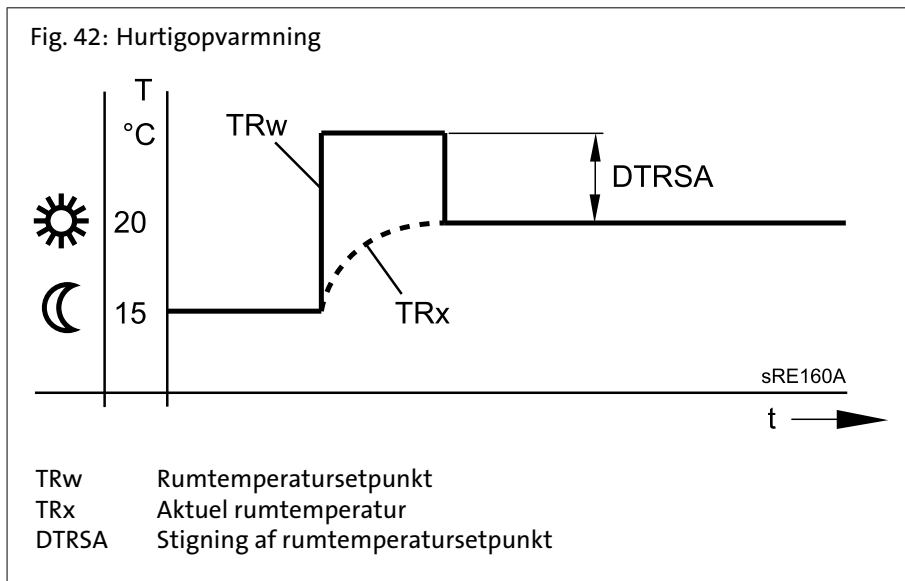 Fig. 42: Hurtigopvarmning
T
°C
TRw
DTRSA
20
TRx
15
sRE160A
t
TRw Rumtemperatursetpunkt
TRx Aktuel rumtemperatur
DTRSA Stigning af rumtemperatursetpunkt